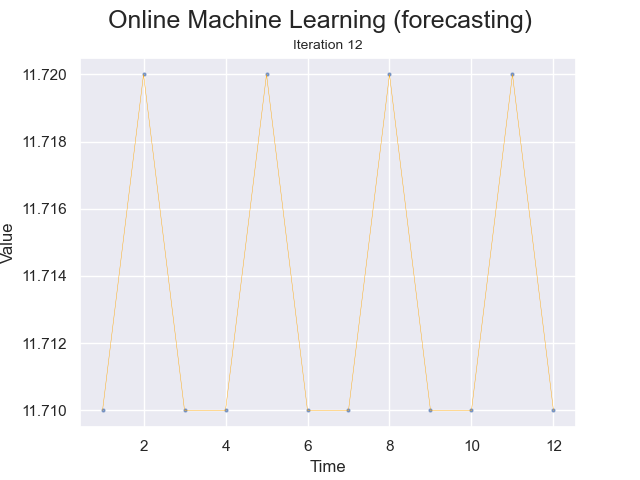 Online Machine Learning (forecasting)
Iteration 12
11.720
11.718
11.716
11.714
11.712
11.710
Value
2 4 6 8 10 12
Time